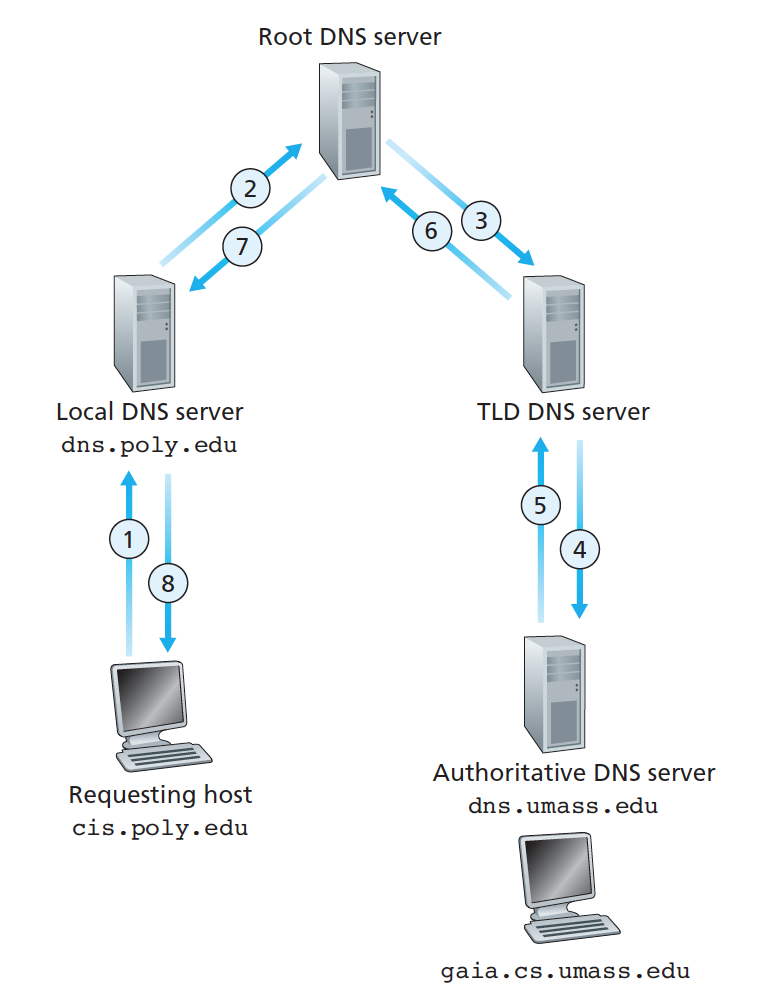 Root DNS server
2
3
7
6
Local DNS server
dns.poly.edu
TLD DNS server
1
5
8
4
Requesting host
cis.poly.edu
Authoritative DNS server
dns.umass.edu
gaia.cs.umass.edu